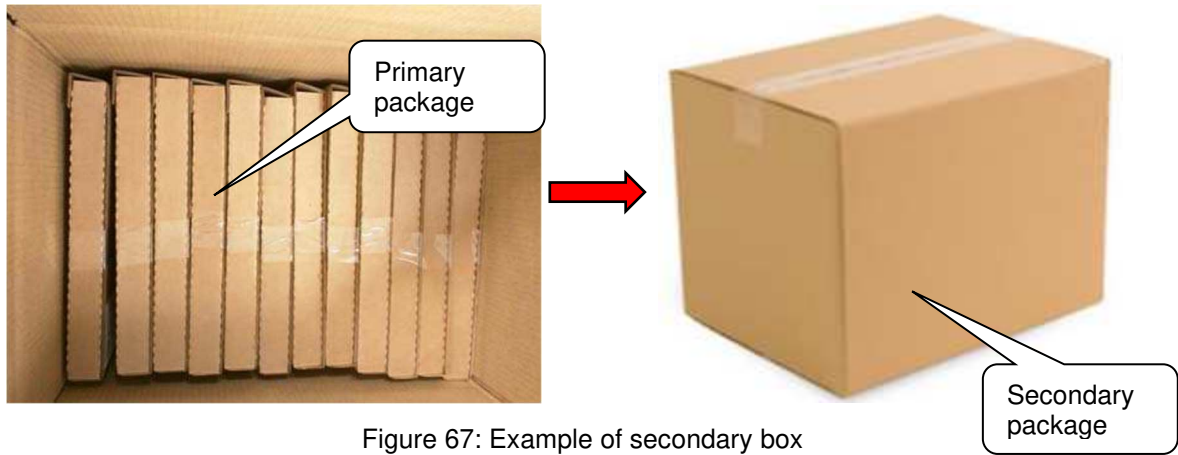 Primary
package
Secondary
package
Figure 67: Example of secondary box